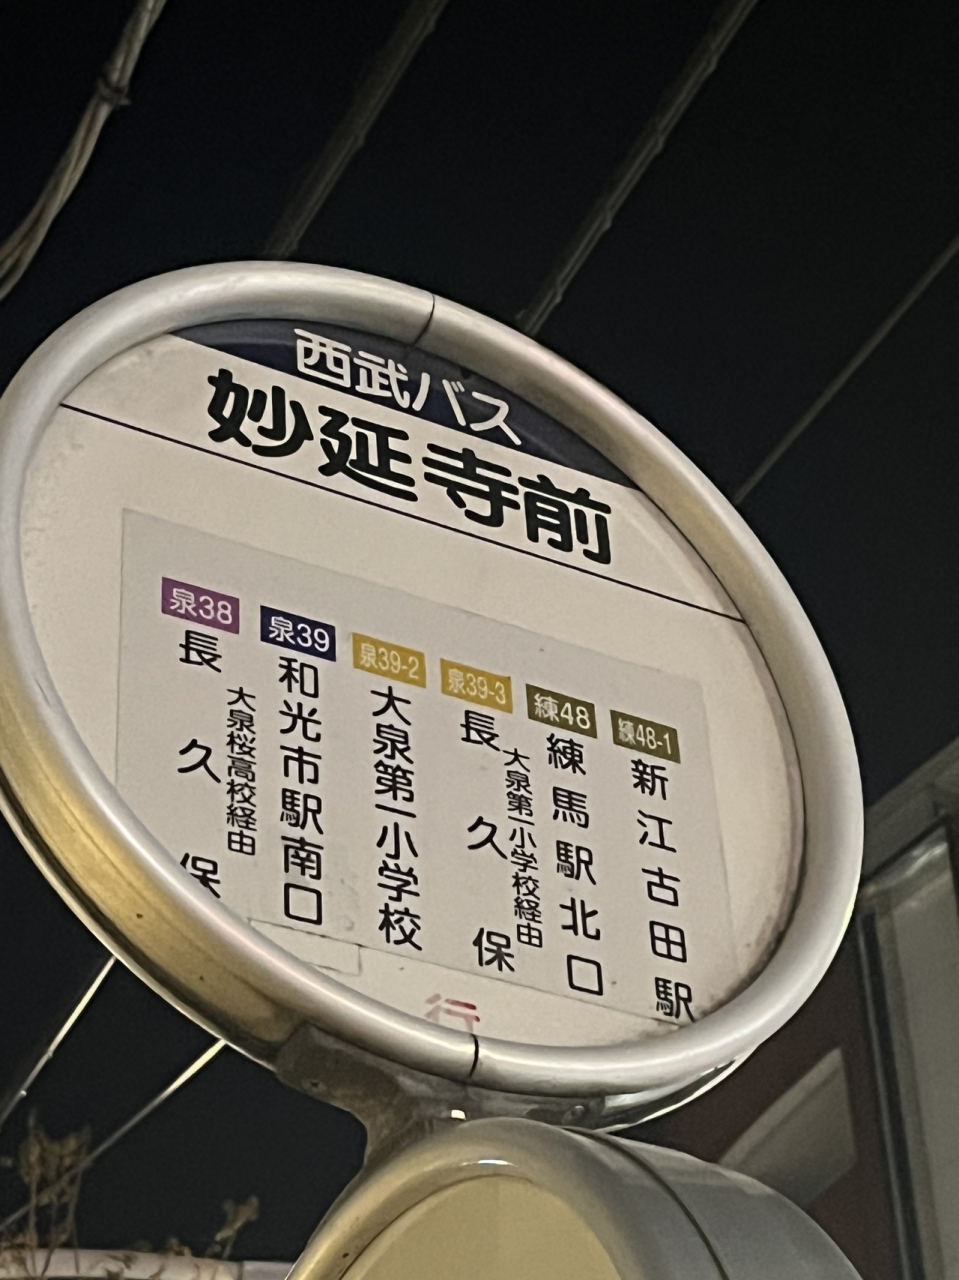 西武バス
妙延寺前
泉38
長久保
大泉桜高校経由
泉39
和光市駅南口
泉39-2
大泉第一小学校
泉39-3
長久保
大泉第一小学校経由
練48
練馬駅北口
練48-1
新江古田駅
行